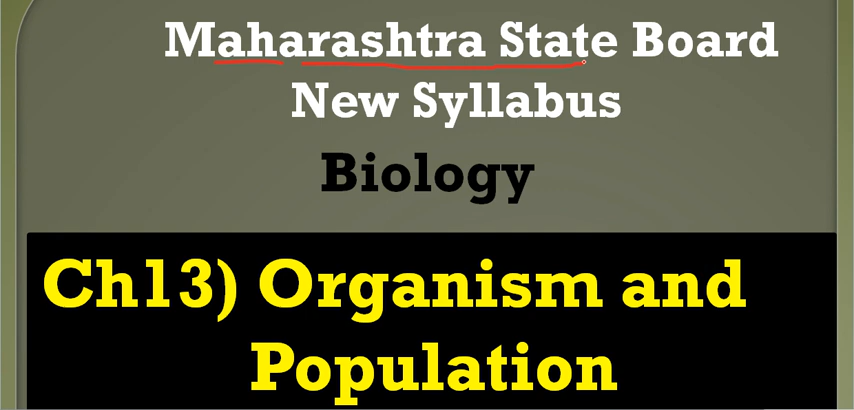 Maharashtra State Board
New Syllabus
Biology
Ch13) Organism and
Population